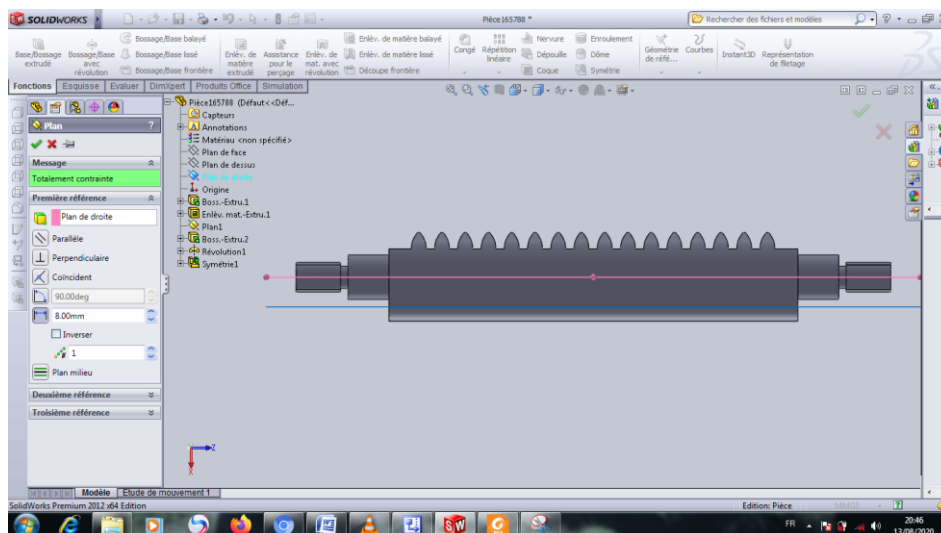 SOLIDWORKS
Pièce165788 *
Rechercher des fichiers et modèles
Base/Bossage extrudé
Bossage/Base avec révolution
Bossage/Base balayé
Bossage/Base lissé
Bossage/Base frontière
Enlèv. de matière extrudé
Assistance pour le perçage
Enlèv. de mat. avec révolution
Enlèv. de matière balayé
Enlèv. de matière lissé
Découpe frontière
Congé
Répétition linéaire
Nervure
Dépouille
Coque
Enroulement
Dôme
Symétrie
Géométrie de réfé...
Courbes
Instant3D
Représentation de filetage
Fonctions
Esquisse
Evaluer
DimXpert
Produits Office
Simulation
Plan
?
Message
Totalement contrainte
Première référence
Plan de droite
Parallèle
Perpendiculaire
Coïncident
90.00deg
8.00mm
Inverser
1
Plan milieu
Deuxième référence
Troisième référence
Pièce165788 (Défaut<<Déf...
Capteurs
Annotations
Matériau <non spécifié>
Plan de face
Plan de dessus
Plan de droite
Origine
Boss.-Extru.1
Enlèv. mat.-Extru.1
Plan1
Boss.-Extru.2
Révolution1
Symétrie1
Z
X
Modèle
Etude de mouvement 1
SolidWorks Premium 2012 x64 Edition
Edition: Pièce
MMGS
FR
20:46
13/08/2020